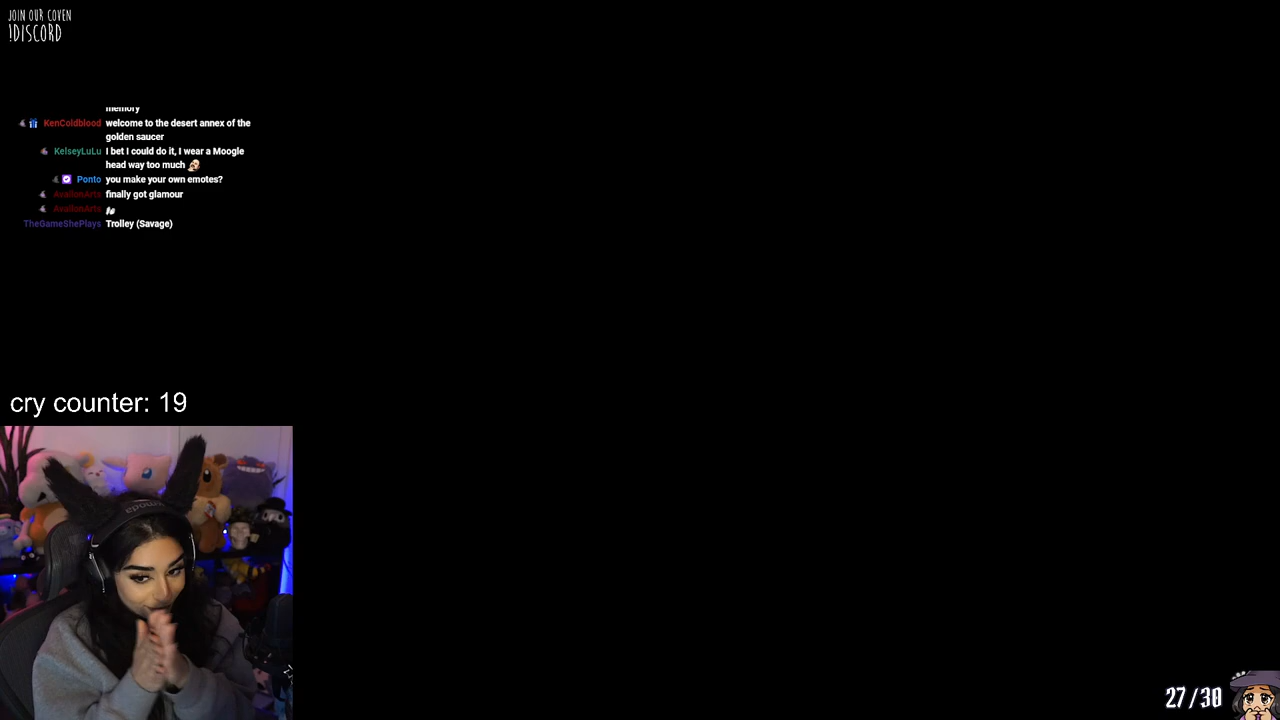 JOIN OUR COVEN
!DISCORD
memory
KenColdblood welcome to the desert annex of the
golden saucer
KelseyLuLu I bet I could do it, I wear a Moogle
head way too much
Ponto you make your own emotes?
AvallonArts finally got glamour
AvallonArts
TheGameShePlays Trolley (Savage)
cry counter: 19
27/30